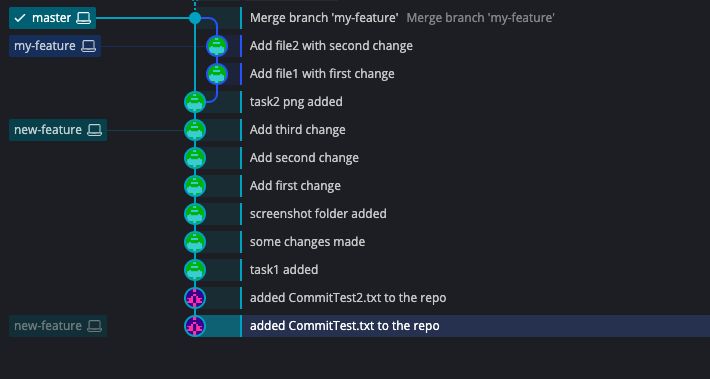 master Merge branch 'my-feature' Merge branch 'my-feature'
my-feature Add file2 with second change
Add file1 with first change
task2 png added
new-feature Add third change
Add second change
Add first change
screenshot folder added
some changes made
task1 added
added CommitTest2.txt to the repo
new-feature added CommitTest.txt to the repo